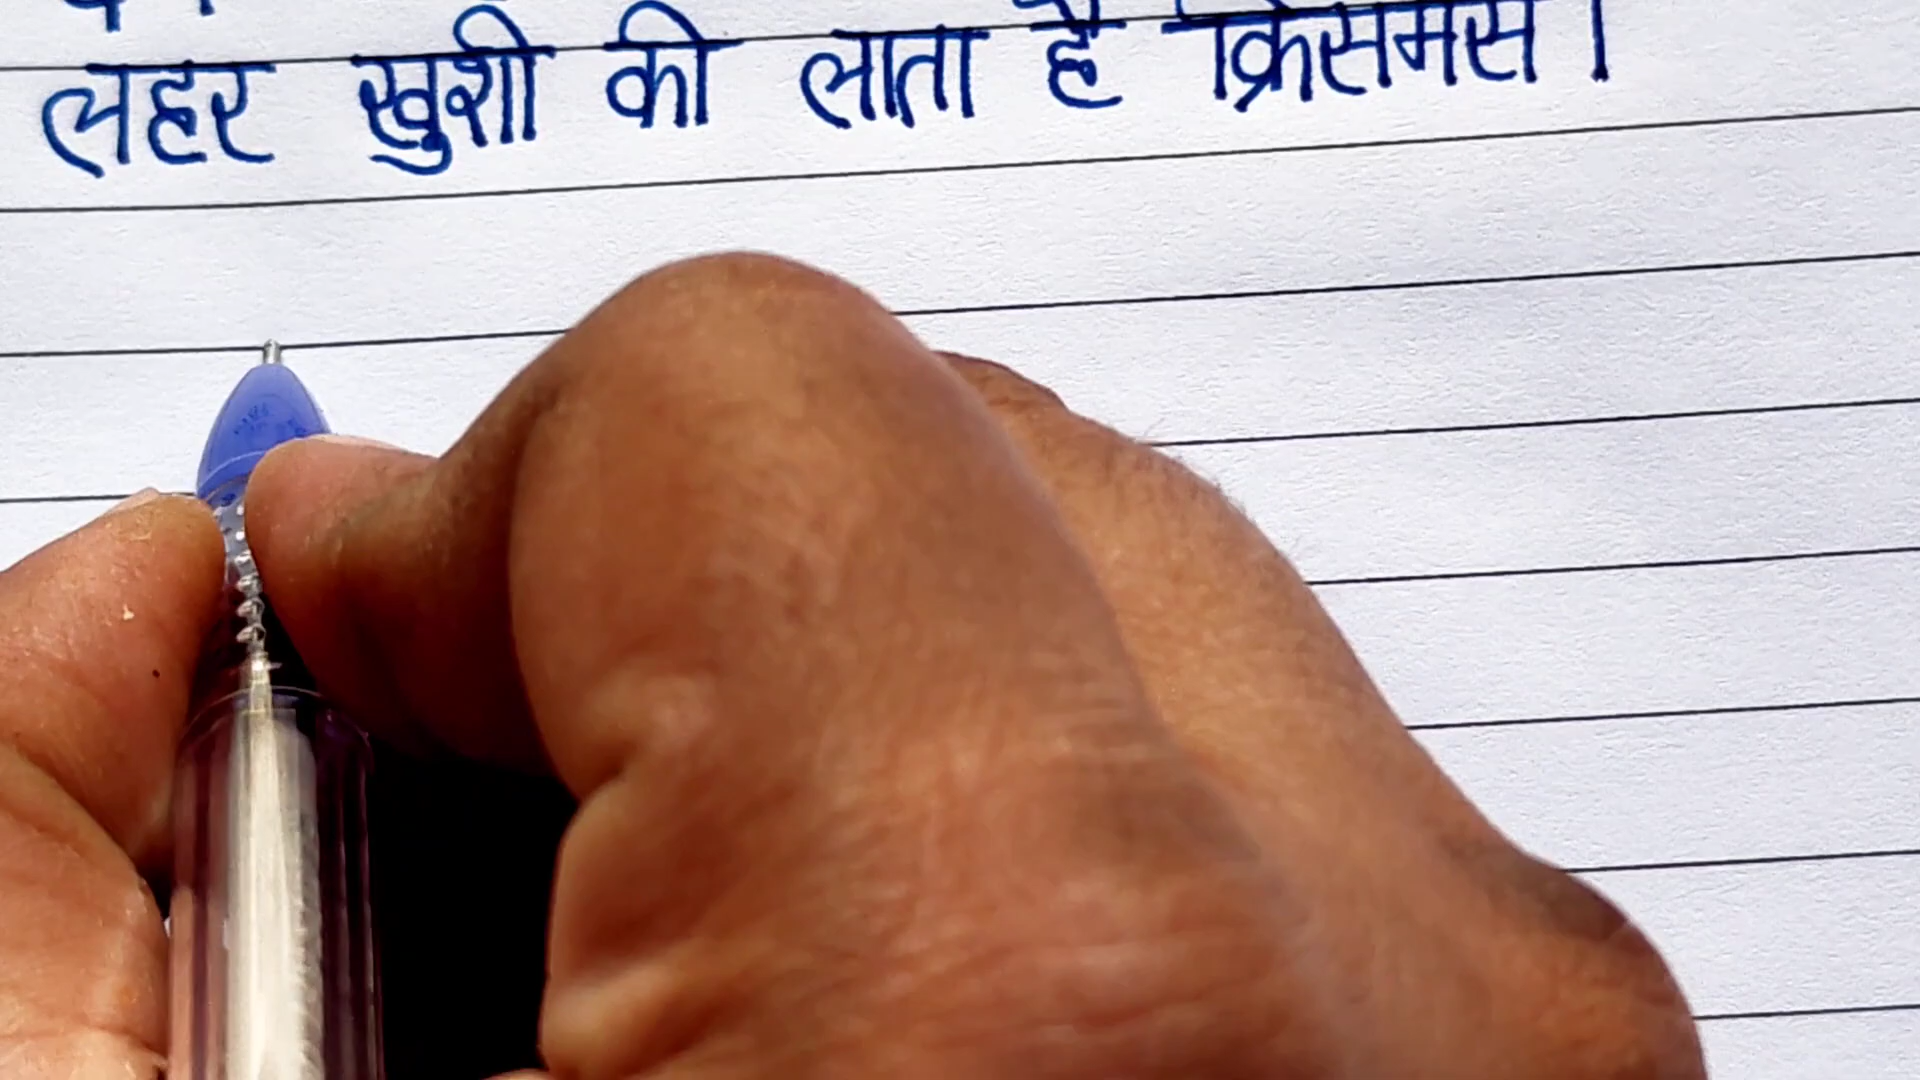 लहर खुशी की लाता है क्रिसमस।